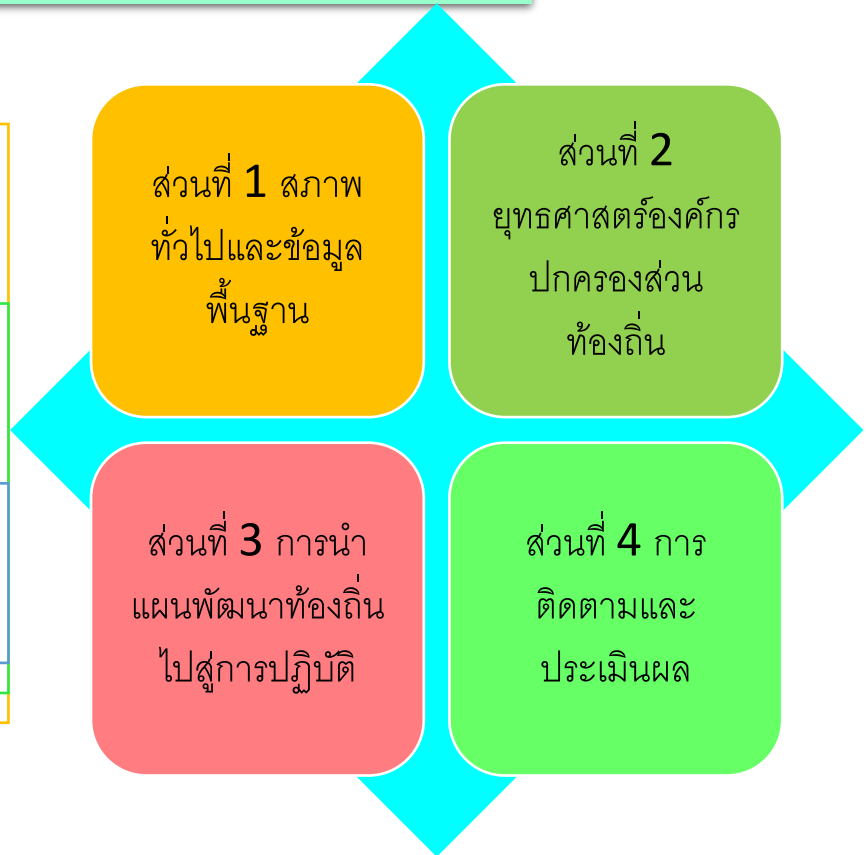 ส่วนที่ 1 สภาพ
ทั่วไปและข้อมูล
พื้นฐาน
ส่วนที่ 2
ยุทธศาสตร์องค์กร
ปกครองส่วน
ท้องถิ่น
ส่วนที่ 3 การนำ
แผนพัฒนาท้องถิ่น
ไปสู่การปฏิบัติ
ส่วนที่ 4 การ
ติดตามและ
ประเมินผล